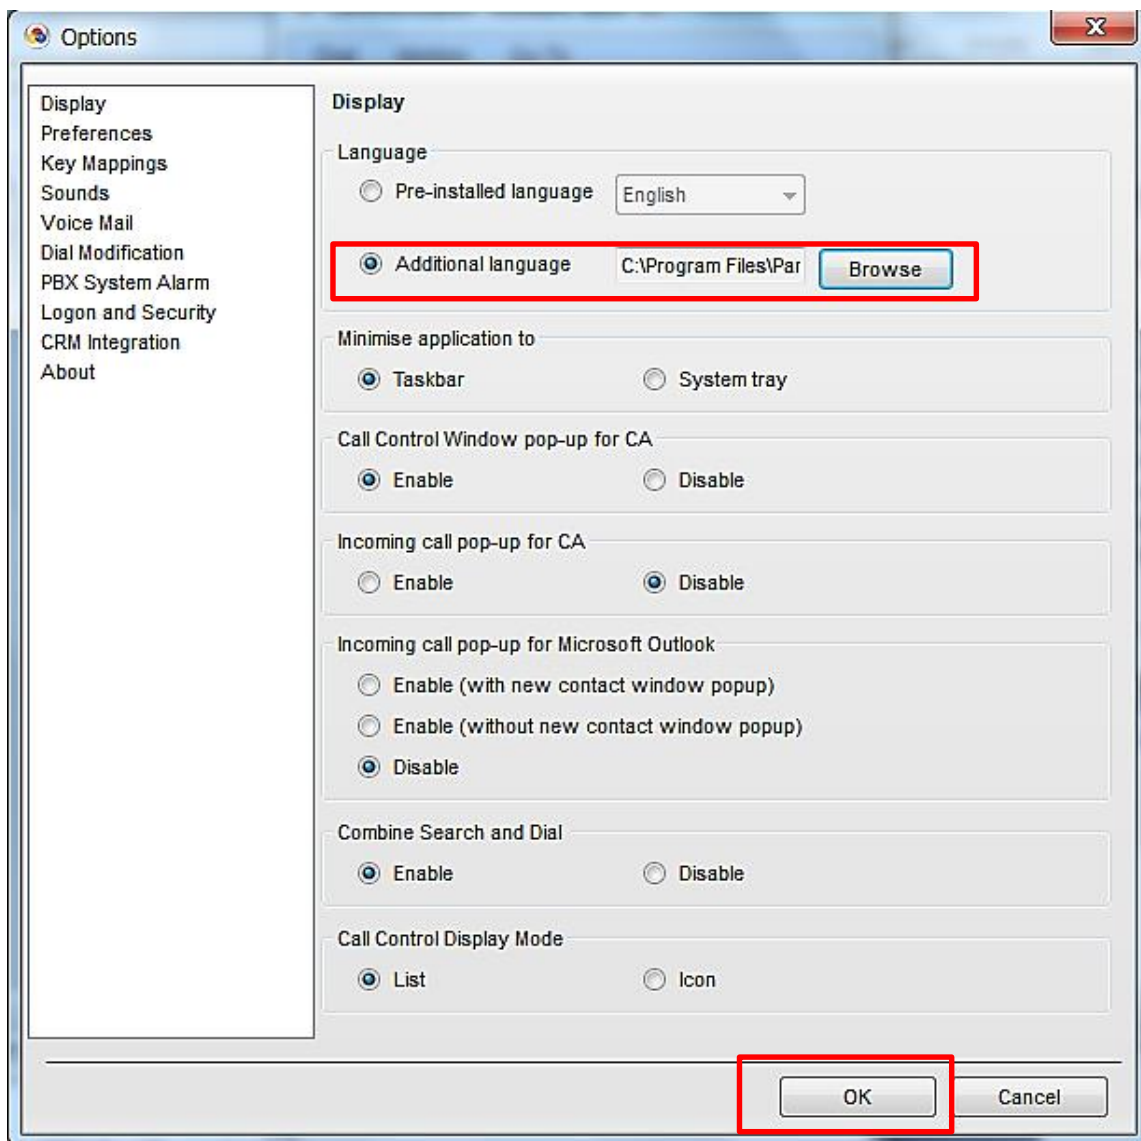 Options
X
Display
Preferences
Key Mappings
Sounds
Voice Mail
Dial Modification
PBX System Alarm
Logon and Security
CRM Integration
About
Display
Language
Pre-installed language English
Additional language C:\Program Files\Par Browse
Minimise application to
Taskbar System tray
Call Control Window pop-up for CA
Enable Disable
Incoming call pop-up for CA
Enable Disable
Incoming call pop-up for Microsoft Outlook
Enable (with new contact window popup)
Enable (without new contact window popup)
Disable
Combine Search and Dial
Enable Disable
Call Control Display Mode
List Icon
OK Cancel